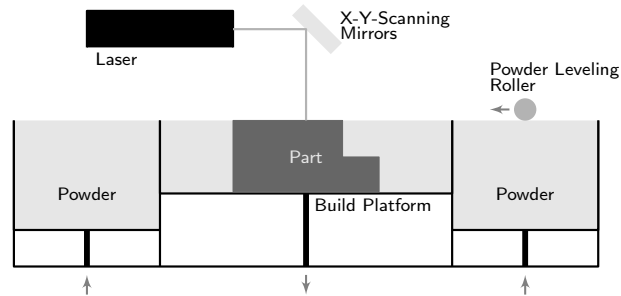 X-Y-Scanning
Mirrors
Laser
Powder Leveling
Roller
Part
Powder
Powder
Build Platform